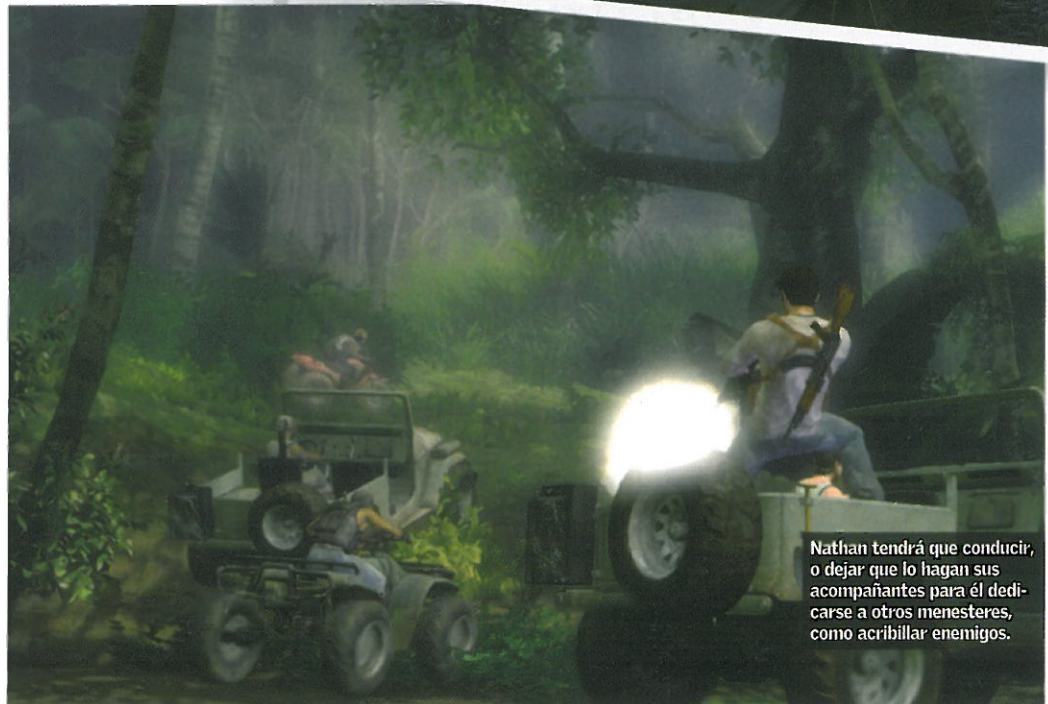 Nathan tendrá que conducir,
o dejar que lo hagan sus
acompañantes para él dedi-
carse a otros menesteres,
como acribillar enemigos.